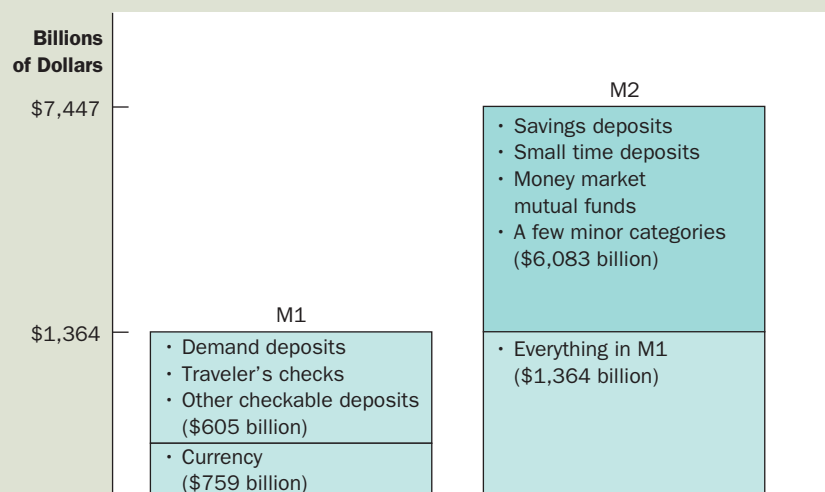 Billions
of Dollars
$7,447
$1,364
M1
• Demand deposits
• Traveler's checks
• Other checkable deposits
($605 billion)
• Currency
($759 billion)
M2
• Savings deposits
• Small time deposits
• Money market
mutual funds
• A few minor categories
($6,083 billion)
• Everything in M1
($1,364 billion)